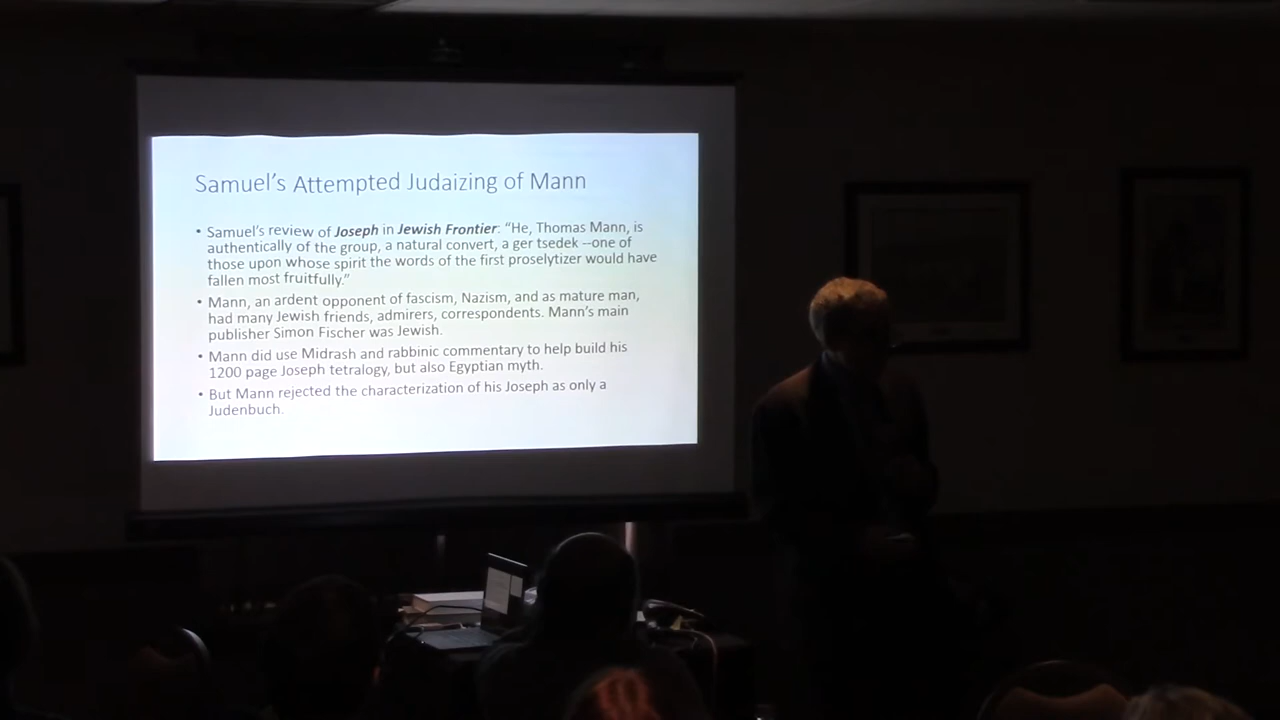 Samuel's Attempted Judaizing of Mann
• Samuel's review of Joseph in Jewish Frontier: "He, Thomas Mann, is
authentically of the group, a natural convert, a ger tsedek --one of
those upon whose spirit the words of the first proselytizer would have
fallen most fruitfully."
• Mann, an ardent opponent of fascism, Nazism, and as mature man,
had many Jewish friends, admirers, correspondents. Mann's main
publisher Simon Fischer was Jewish.
• Mann did use Midrash and rabbinic commentary to help build his
1200 page Joseph tetralogy, but also Egyptian myth.
• But Mann rejected the characterization of his Joseph as only a
Judenbuch.